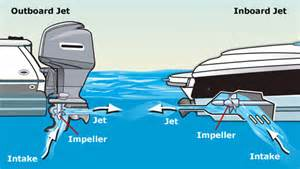 Outboard Jet
Inboard Jet
Jet
Jet
Impeller
Impeller
Intake
Intake